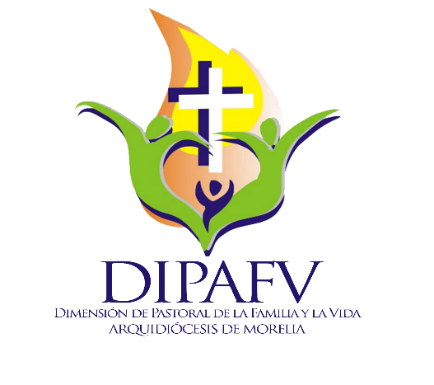 DIPAFV
DIMENSIÓN DE PASTORAL DE LA FAMILIA Y LA VIDA
ARQUIDIÓCESIS DE MORELIA